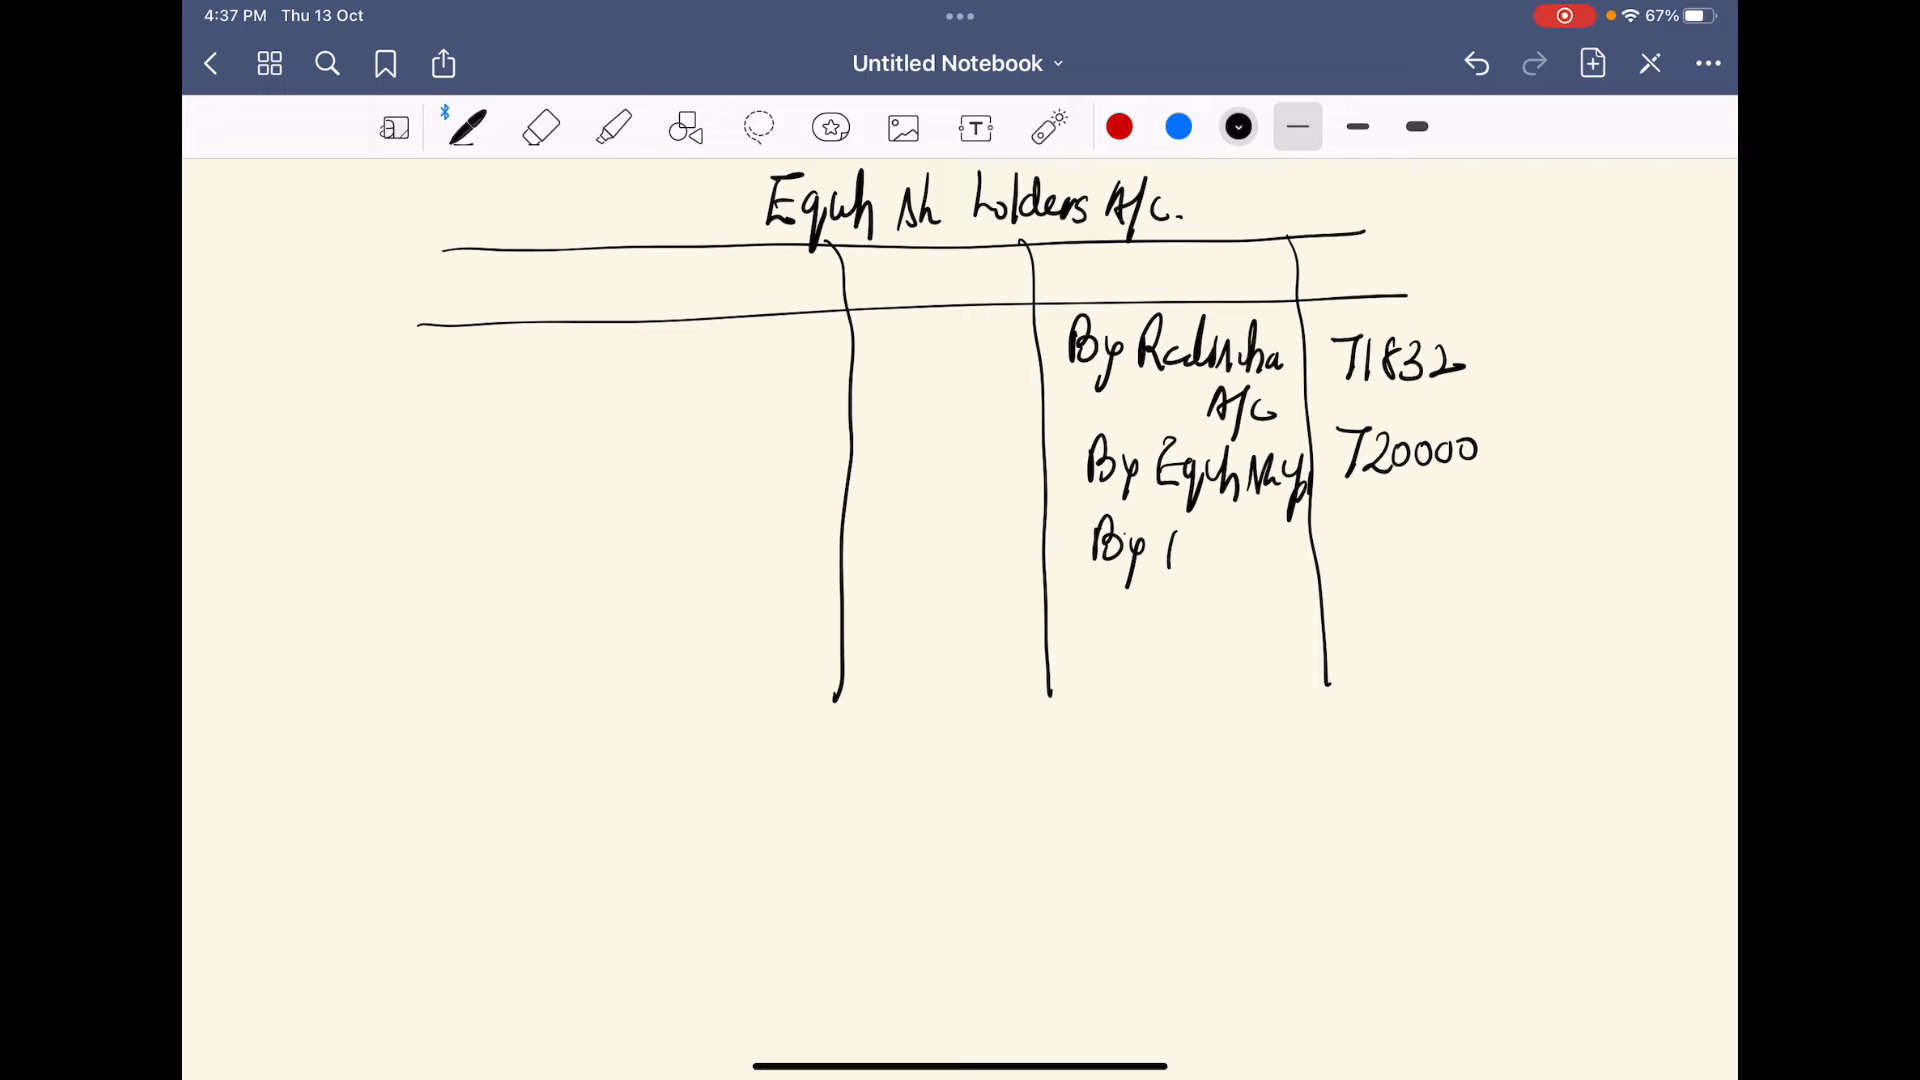 4:37 PM Thu 13 Oct
67%
Untitled Notebook
T
Equity Sh holders A/c.
By Realisation 71832
A/c
By Equity Sh 720000
By